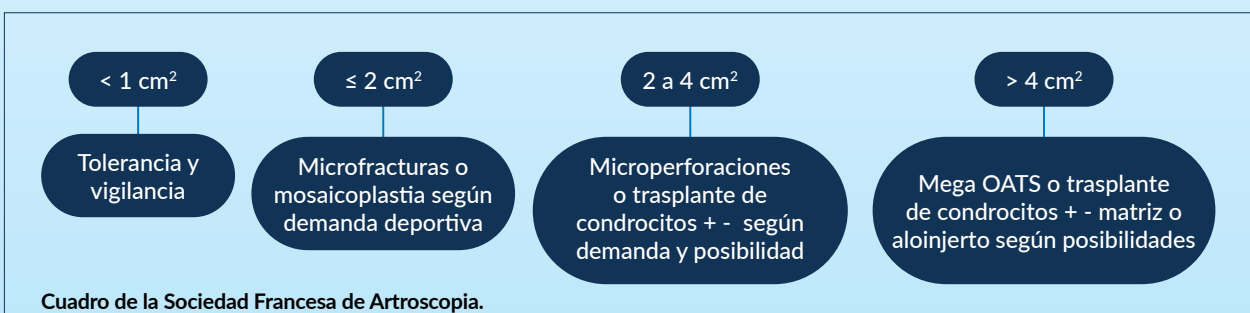 < 1 cm²
≤ 2 cm²
2 a 4 cm²
> 4 cm²
Tolerancia y
vigilancia
Microfracturas o
mosaicoplastia según
demanda deportiva
Microperforaciones
o trasplante de
condrocitos + - según
demanda y posibilidad
Mega OATS o trasplante
de condrocitos + - matriz o
aloinjerto según posibilidades
Cuadro de la Sociedad Francesa de Artroscopia.